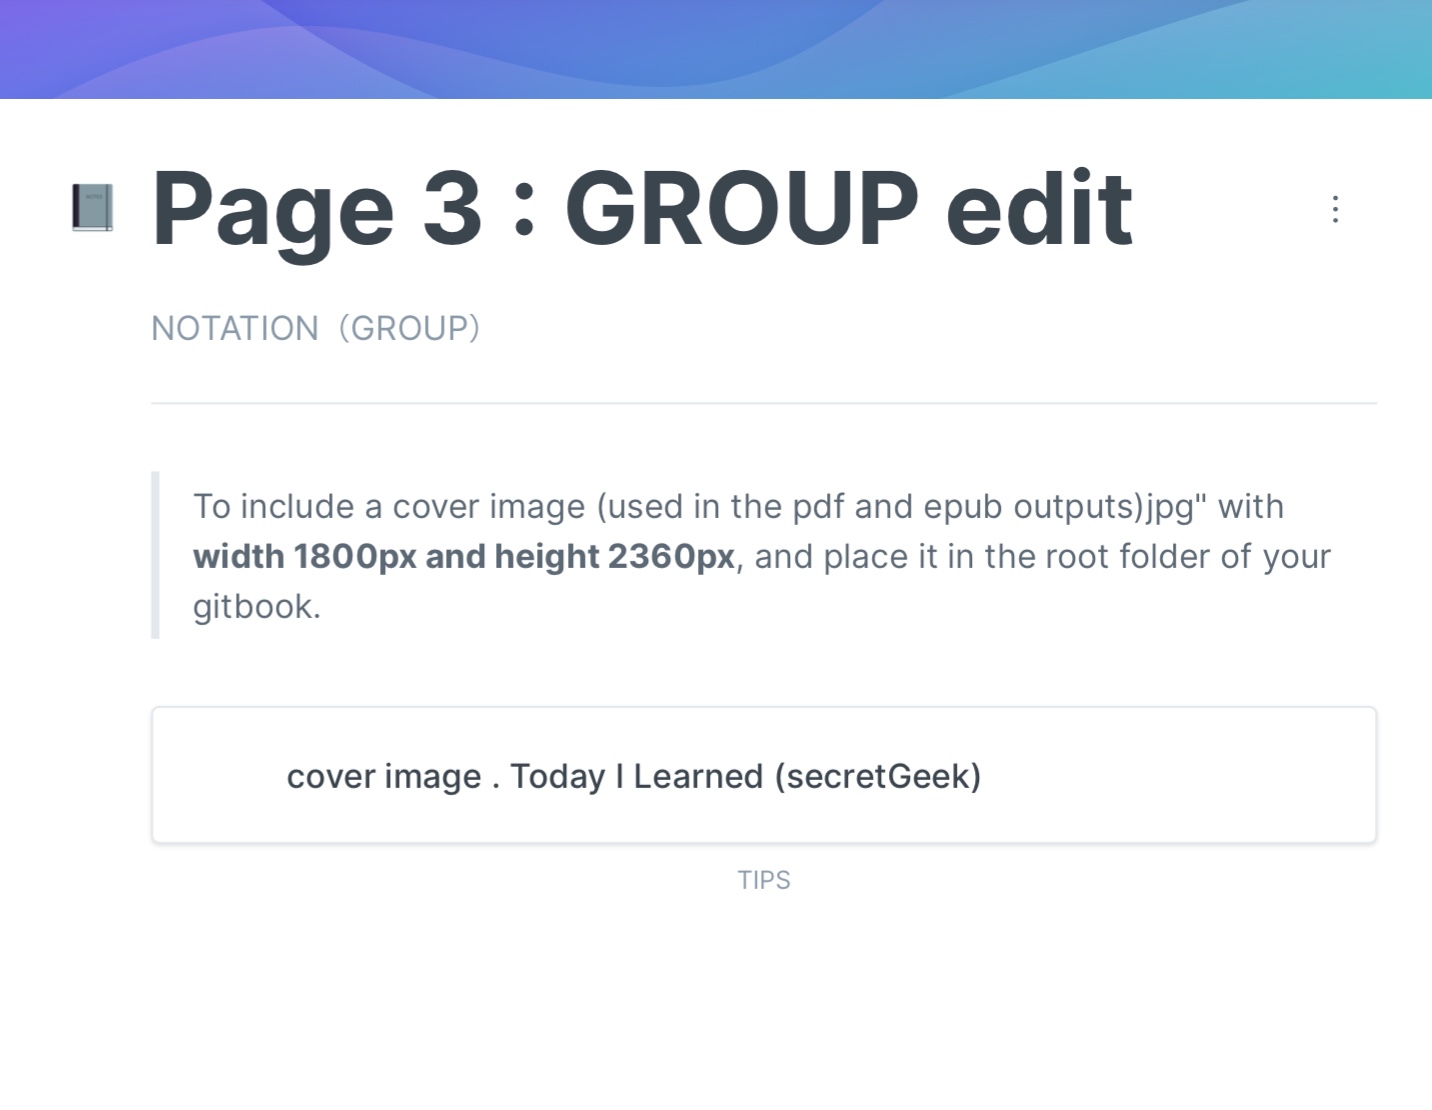 Page 3 : GROUP edit
NOTATION（GROUP）
To include a cover image (used in the pdf and epub outputs)jpg" with
width 1800px and height 2360px, and place it in the root folder of your
gitbook.
cover image . Today I Learned (secretGeek)
TIPS